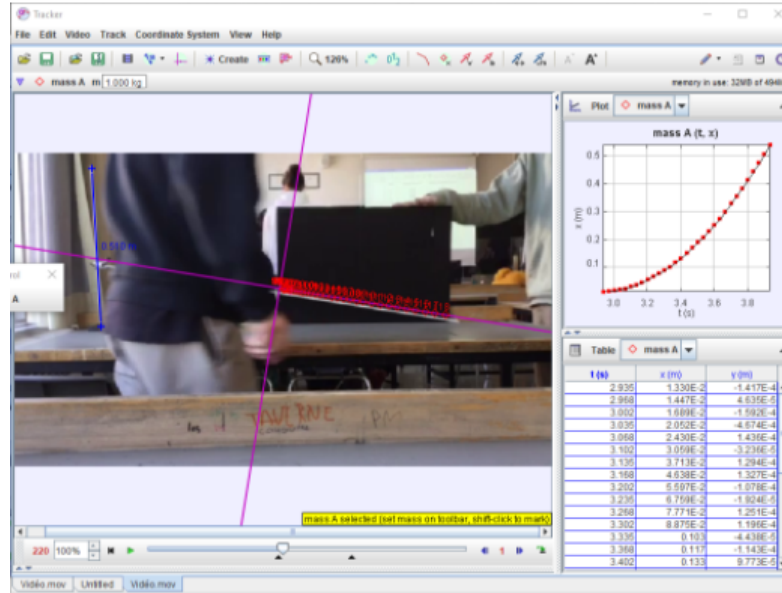 Tracker
File Edit Video Track Coordinate System View Help
Create 120%
mass A m 1.000 kg
memory in use: 32MB of 494M
Plot mass A
mass A (t, x)
0.5
0.4
0.3
0.2
0.1
x (m)
3.0 3.2 3.4 3.6 3.8
t (s)
rol
A
Table mass A
t (s) x (m) y (m)
2.935 1.330E-2 -1.417E-4
2.968 1.447E-2 4.635E-5
3.002 1.689E-2 -1.592E-4
3.035 2.052E-2 -4.674E-4
3.068 2.430E-2 1.436E-4
3.102 3.059E-2 -3.236E-5
3.135 3.713E-2 1.294E-4
3.168 4.638E-2 1.327E-4
3.202 5.597E-2 -1.078E-4
3.235 6.759E-2 -1.924E-5
3.268 7.771E-2 1.251E-4
3.302 8.875E-2 1.196E-4
3.335 0.103 -4.438E-5
3.368 0.117 -1.143E-4
3.402 0.133 9.773E-5
TAVERNE
mass A selected (set mass on toolbar, shift-click to mark)
220 100% 1
Vidéo.mov Untitled Vidéo.mov